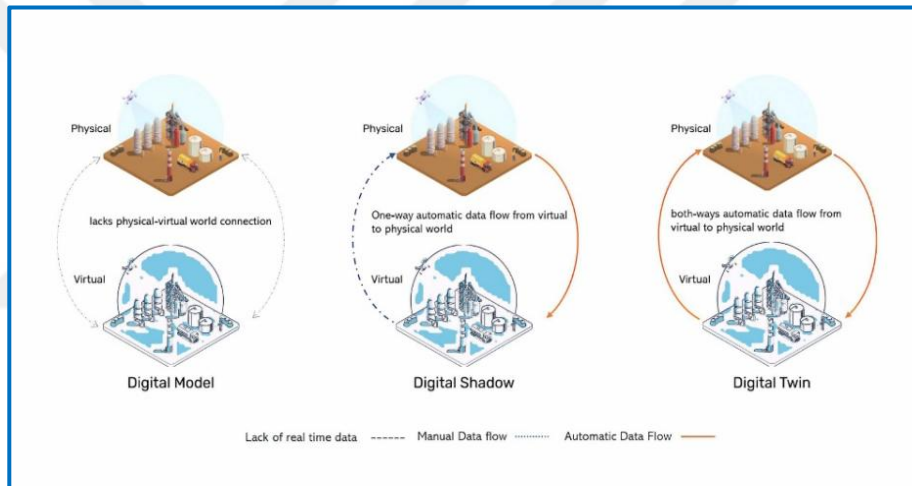 Physical
lacks physical-virtual world connection
Virtual
Digital Model
Physical
One-way automatic data flow from virtual
to physical world
Virtual
Digital Shadow
Physical
both-ways automatic data flow from
virtual to physical world
Virtual
Digital Twin
Lack of real time data
Manual Data flow
Automatic Data Flow